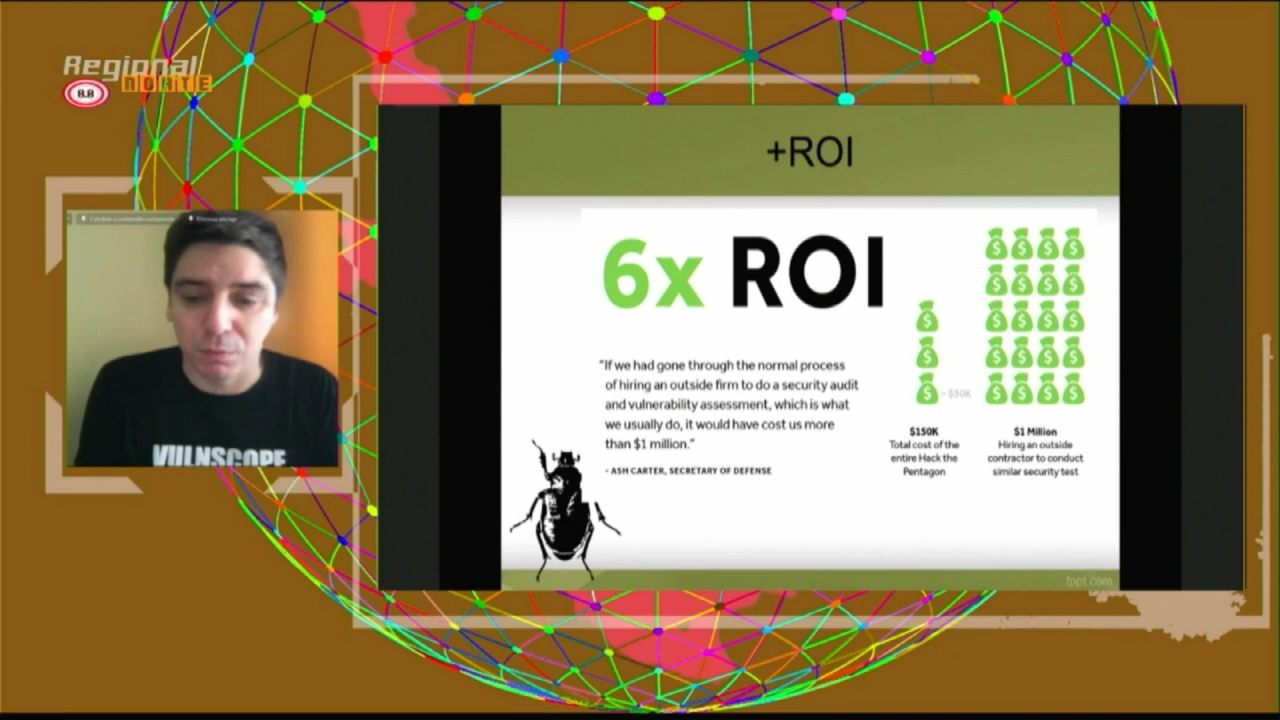 Regional
NORTE
8.8
+ROI
6x ROI
"If we had gone through the normal process
of hiring an outside firm to do a security audit
and vulnerability assessment, which is what
we usually do, it would have cost us more
than $1 million."
- ASH CARTER, SECRETARY OF DEFENSE
= $50K
$150K
Total cost of the
entire Hack the
Pentagon
$1 Million
Hiring an outside
contractor to conduct
similar security test
VULNSCOPE
fppt.com